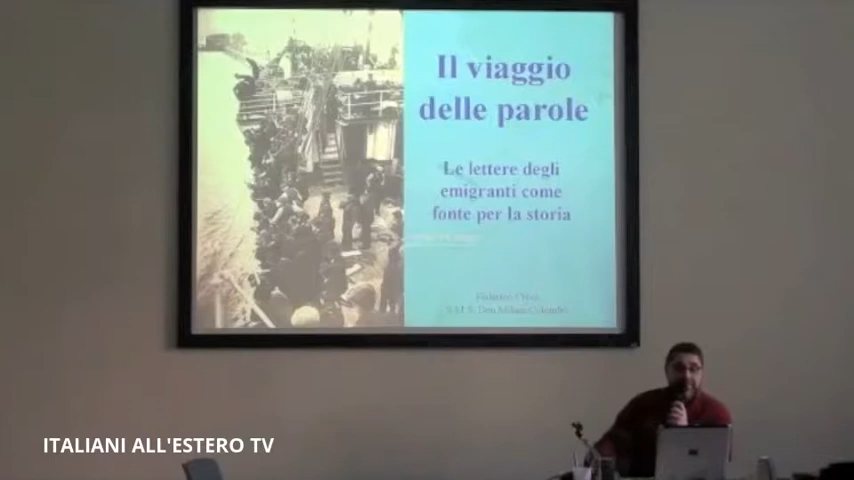 Il viaggio
delle parole
Le lettere degli
emigranti come
fonte per la storia
ITALIANI ALL'ESTERO TV